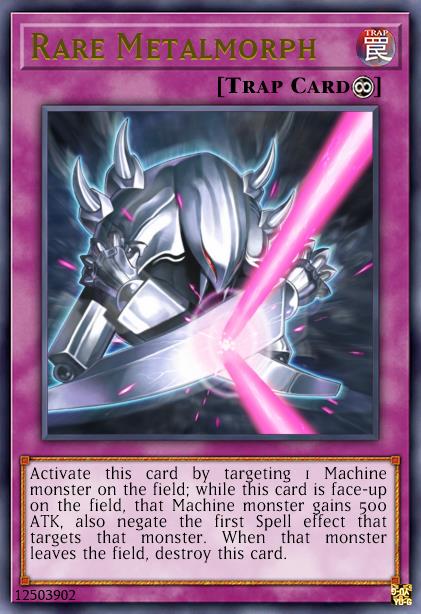 Rare Metalmorph
TRAP
罠
[Trap Card]
Activate this card by targeting 1 Machine
monster on the field; while this card is face-up
on the field, that Machine monster gains 500
ATK, also negate the first Spell effect that
targets that monster. When that monster
leaves the field, destroy this card.
12503902